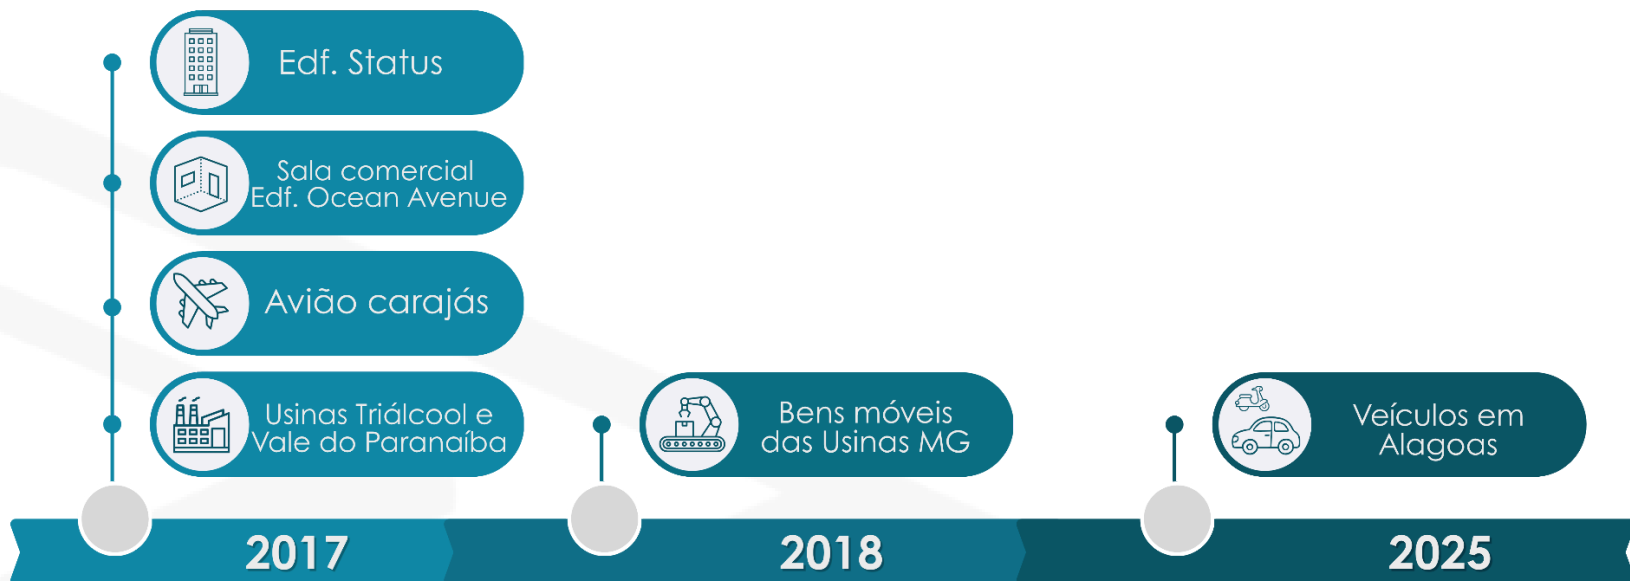 Edf. Status
Sala comercial
Edf. Ocean Avenue
Avião carajás
Usinas Triálcool e
Vale do Paranaíba
Bens móveis
das Usinas MG
Veículos em
Alagoas
2017
2018
2025